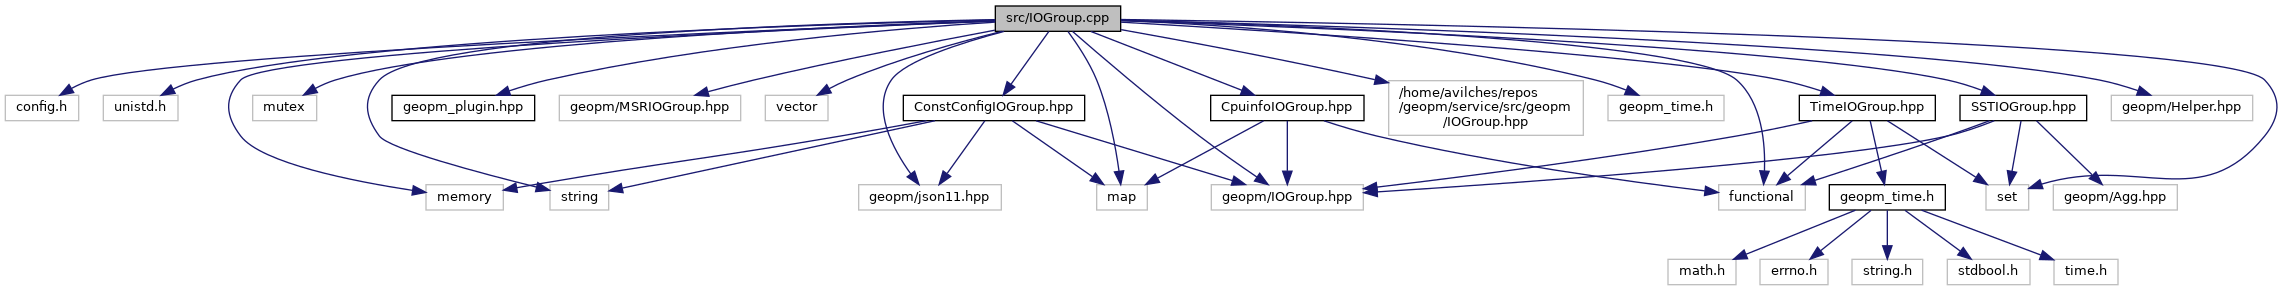 src/IOGroup.cpp
config.h
unistd.h
mutex
geopm_plugin.hpp
geopm/MSRIOGroup.hpp
vector
ConstConfigIOGroup.hpp
CpuinfoIOGroup.hpp
/home/avilches/repos
/geopm/service/src/geopm
/IOGroup.hpp
geopm_time.h
TimeIOGroup.hpp
SSTIOGroup.hpp
geopm/Helper.hpp
memory
string
geopm/json11.hpp
map
geopm/IOGroup.hpp
functional
geopm_time.h
set
geopm/Agg.hpp
math.h
errno.h
string.h
stdbool.h
time.h